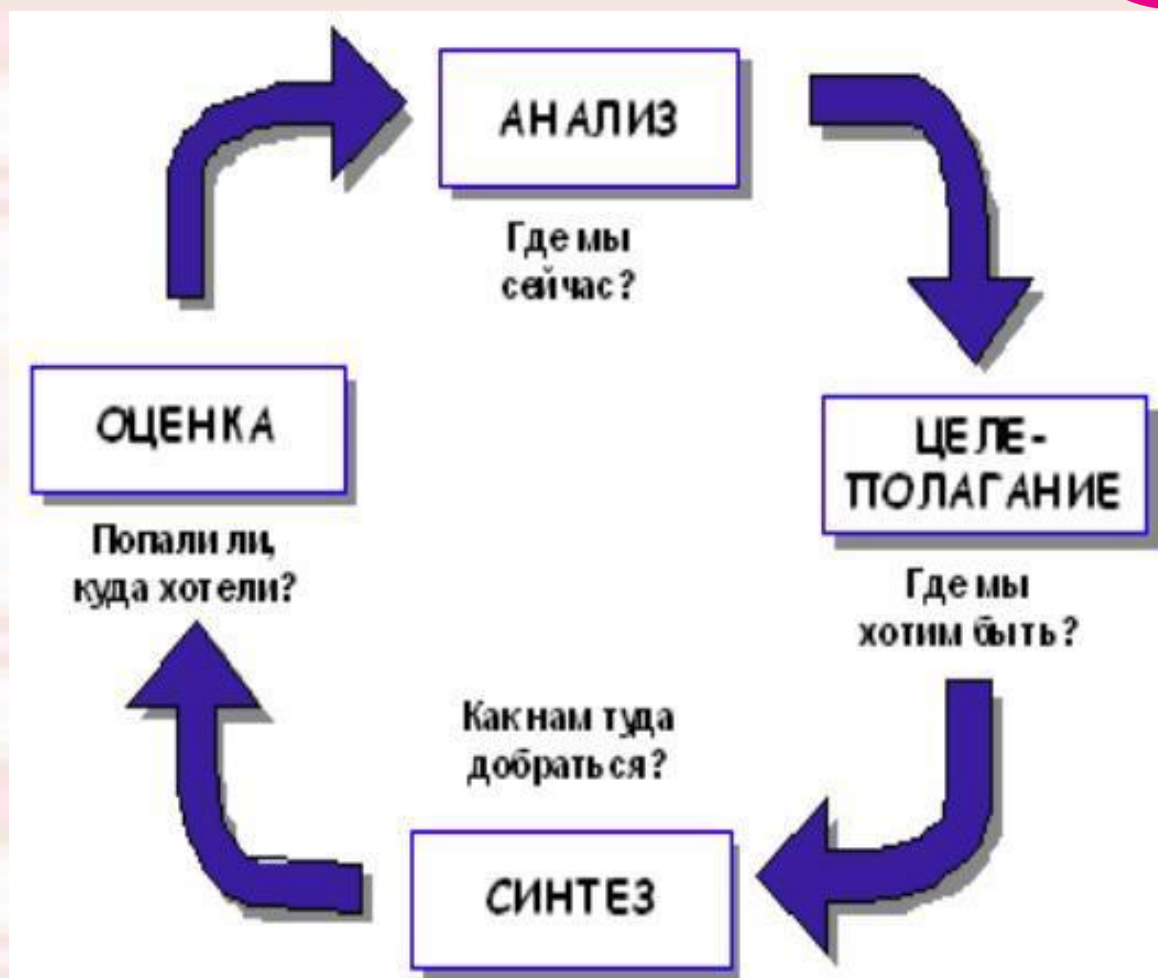 АНАЛИЗ
Где мы
сейчас?
ЦЕЛЕ-
ПОЛАГАНИЕ
Где мы
хотим быть?
Как нам туда
добраться?
СИНТЕЗ
ОЦЕНКА
Попали ли,
куда хотели?